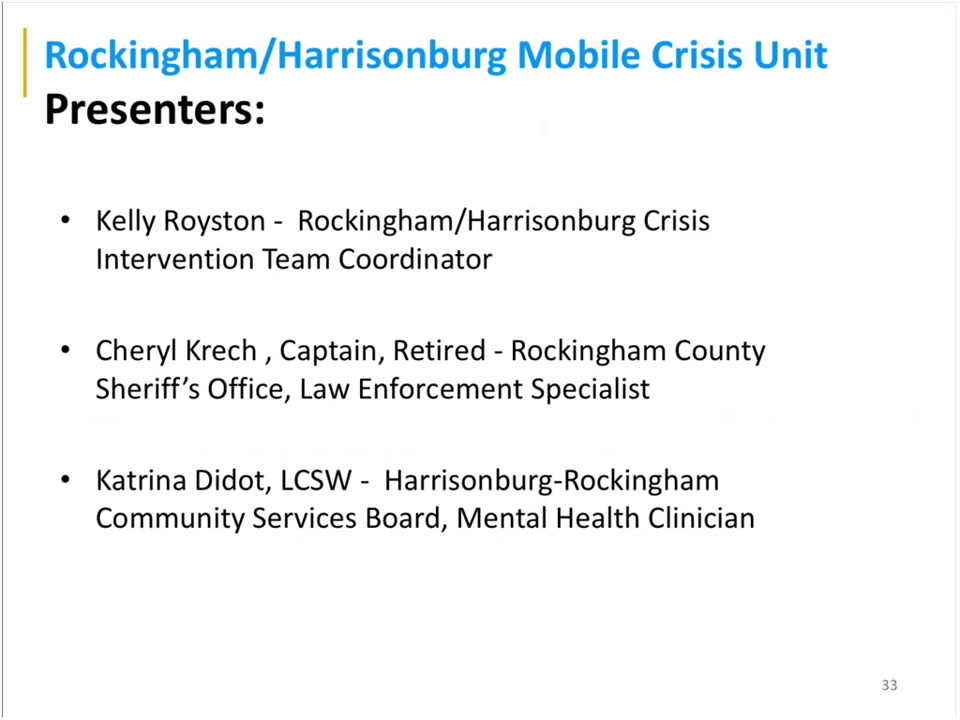 Rockingham/Harrisonburg Mobile Crisis Unit
Presenters:
• Kelly Royston -  Rockingham/Harrisonburg Crisis
Intervention Team Coordinator
• Cheryl Krech , Captain, Retired - Rockingham County
Sheriff’s Office, Law Enforcement Specialist
• Katrina Didot, LCSW -  Harrisonburg-Rockingham
Community Services Board, Mental Health Clinician
33